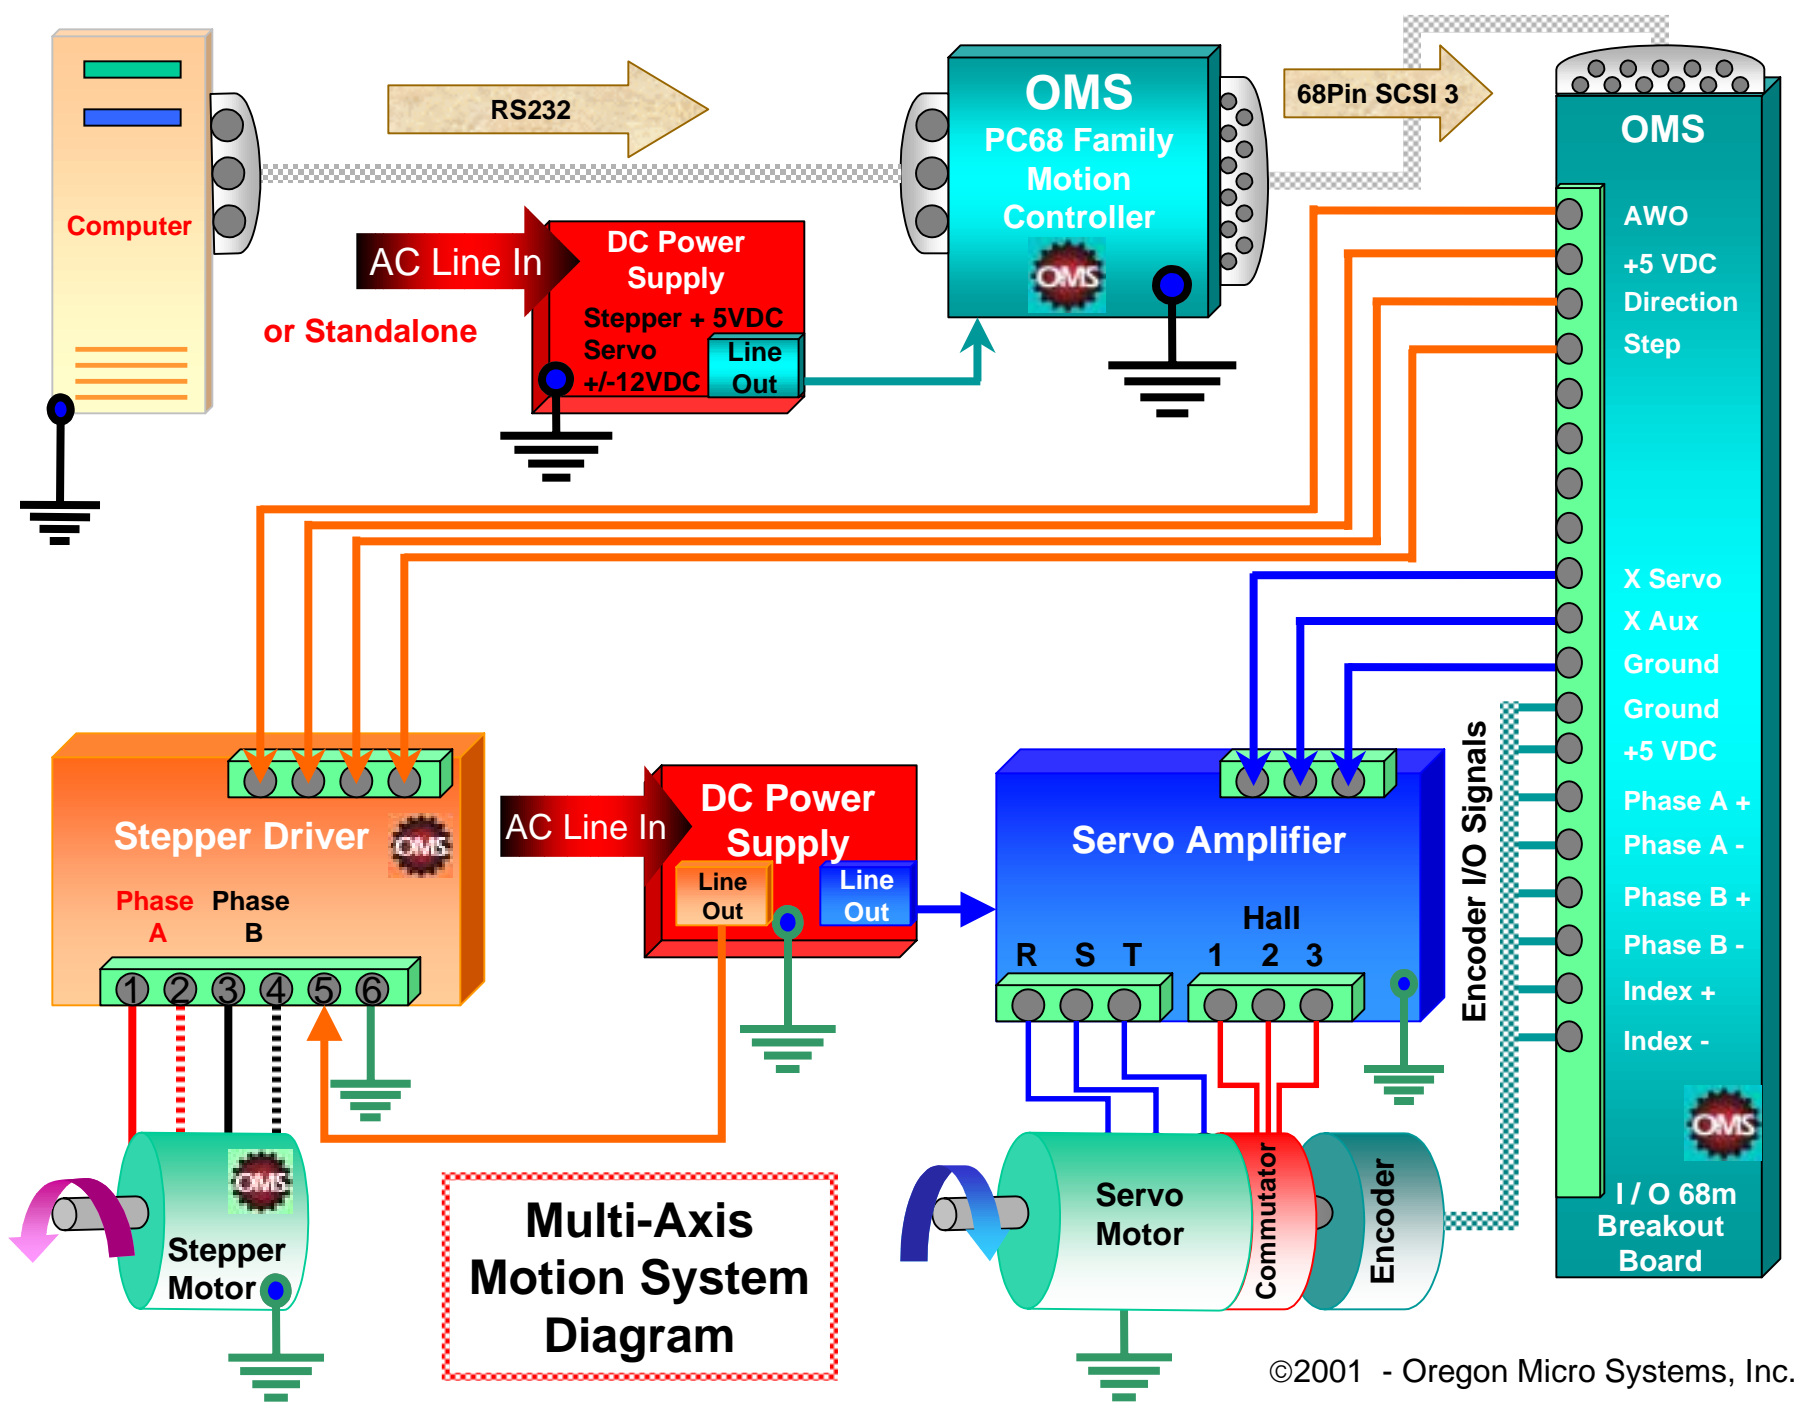 Computer
RS232
OMS
PC68 Family
Motion
Controller
OMS
68Pin SCSI 3
OMS
AWO
+5 VDC
Direction
Step
X Servo
X Aux
Ground
Ground
+5 VDC
Phase A +
Phase A -
Phase B +
Phase B -
Index +
Index -
OMS
I / O 68m
Breakout
Board
AC Line In
or Standalone
DC Power
Supply
Stepper + 5VDC
Servo
+/-12VDC
Line
Out
Stepper Driver
OMS
Phase
A
Phase
B
1 2 3 4 5 6
AC Line In
DC Power
Supply
Line
Out
Line
Out
Servo Amplifier
Hall
R S T 1 2 3
Encoder I/O Signals
OMS
Stepper
Motor
Multi-Axis
Motion System
Diagram
Servo
Motor
Commutator
Encoder
©2001 - Oregon Micro Systems, Inc.